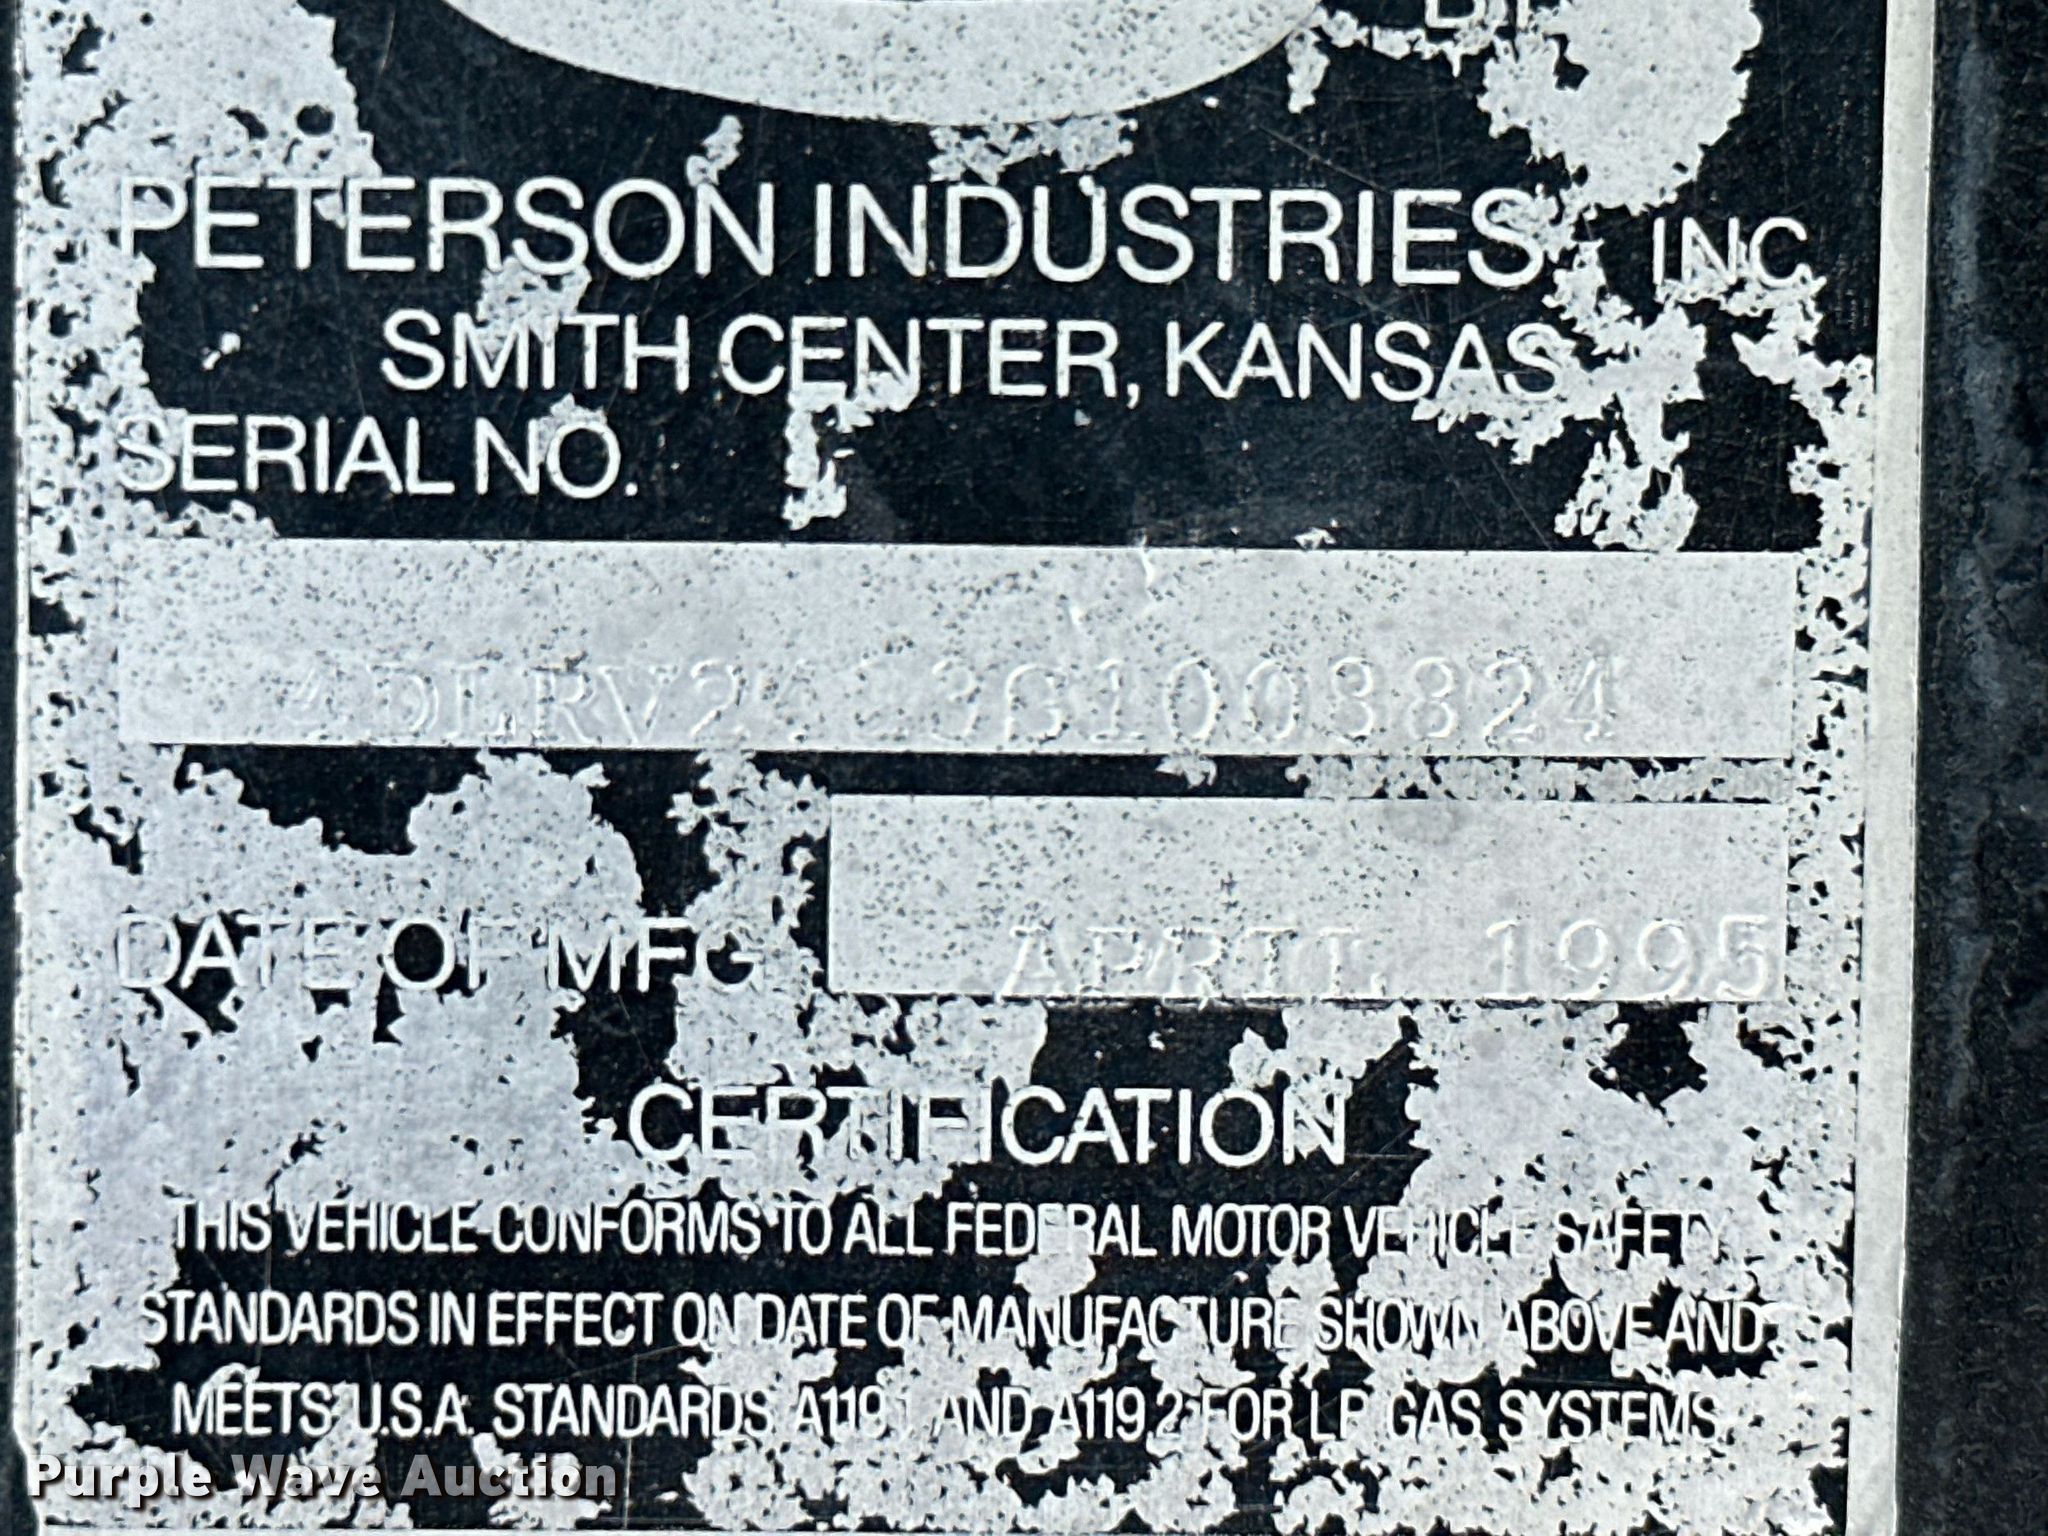 PETERSON INDUSTRIES, INC.
SMITH CENTER, KANSAS
SERIAL NO.
DATE OF MFG
APRIL 1995
CERTIFICATION
THIS VEHICLE CONFORMS TO ALL FEDERAL MOTOR VEHICLE SAFETY
STANDARDS IN EFFECT ON DATE OF MANUFACTURE SHOWN ABOVE AND
MEETS U.S.A. STANDARDS A119.1 AND A119.2 FOR LP GAS SYSTEMS.
Purple Wave Auction